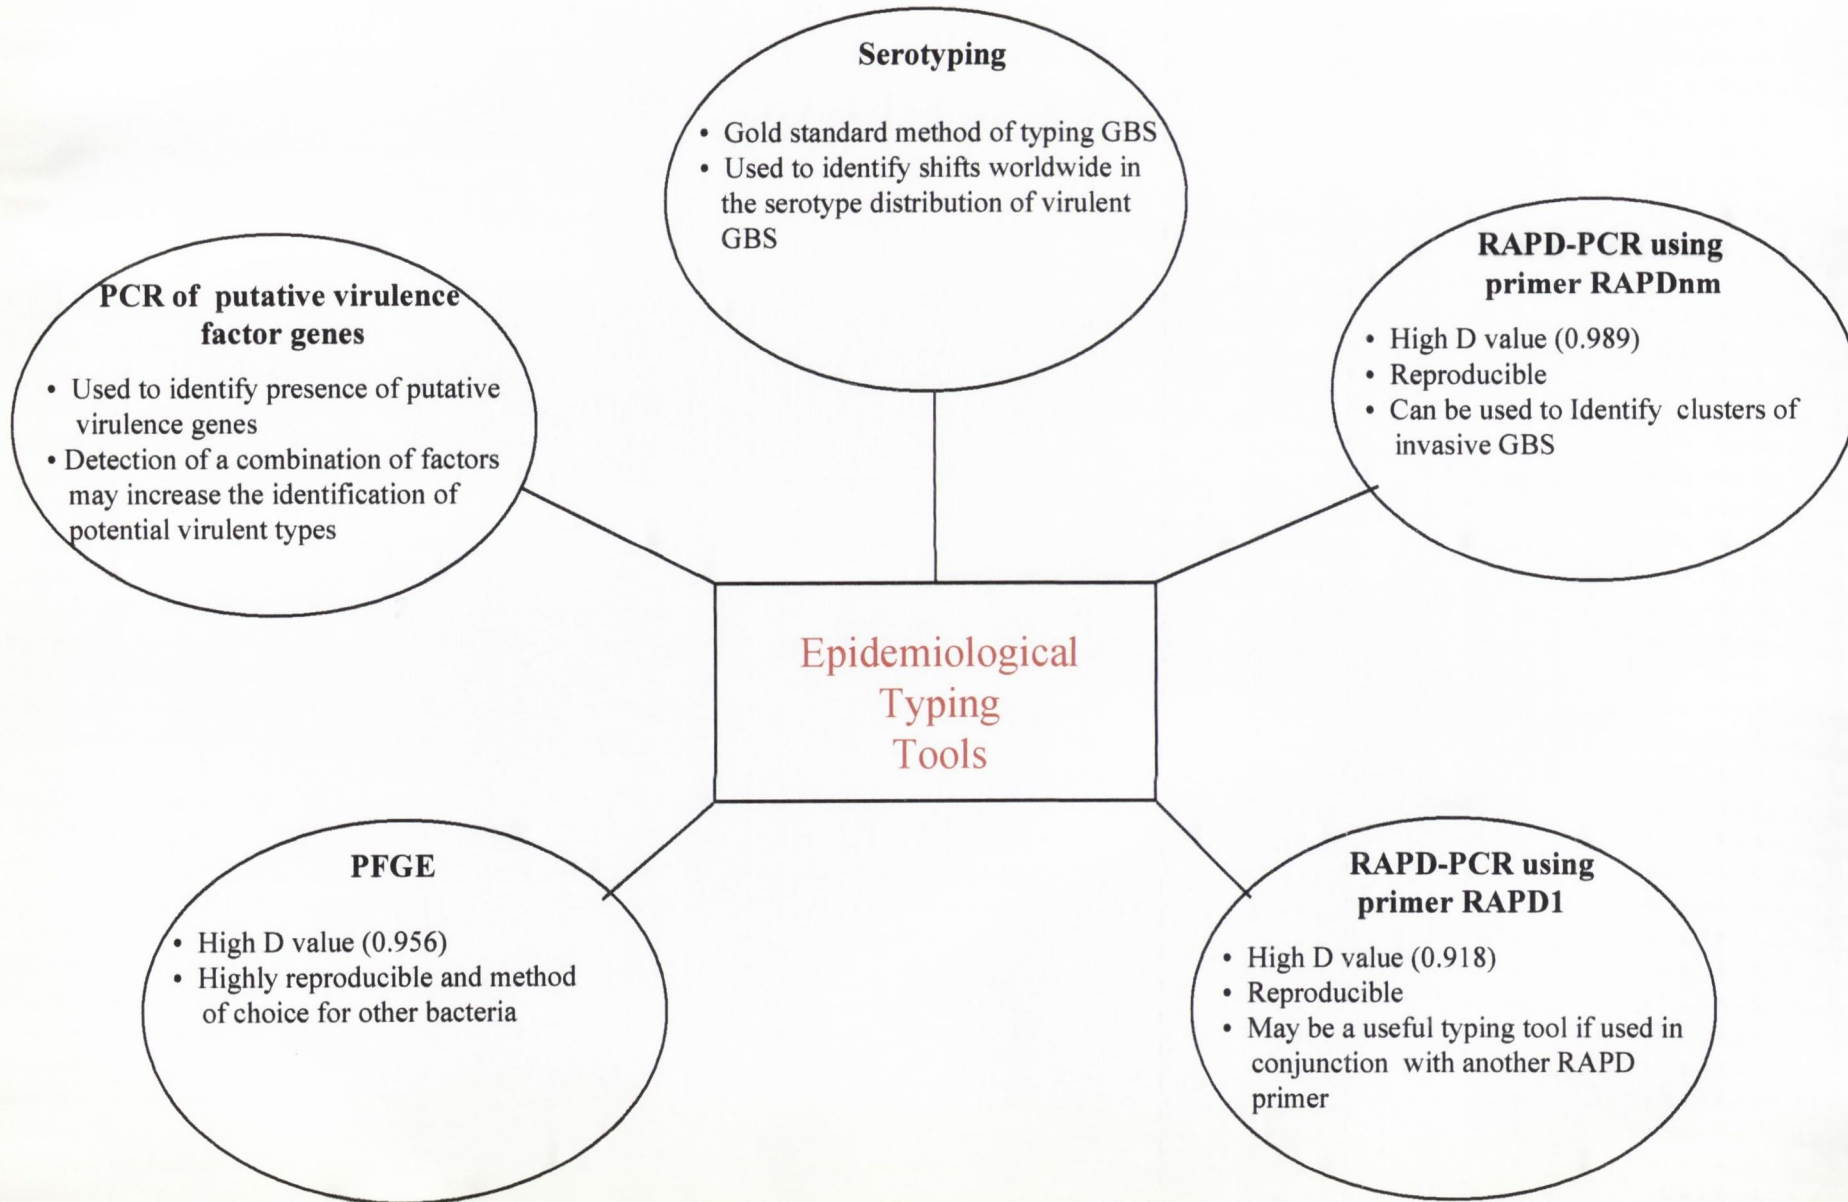 Serotyping
• Gold standard method of typing GBS
• Used to identify shifts worldwide in
the serotype distribution of virulent
GBS
PCR of putative virulence
factor genes
• Used to identify presence of putative
virulence genes
• Detection of a combination of factors
may increase the identification of
potential virulent types
RAPD-PCR using
primer RAPDnm
• High D value (0.989)
• Reproducible
• Can be used to Identify clusters of
invasive GBS
Epidemiological
Typing
Tools
PFGE
• High D value (0.956)
• Highly reproducible and method
of choice for other bacteria
RAPD-PCR using
primer RAPD1
• High D value (0.918)
• Reproducible
• May be a useful typing tool if used in
conjunction with another RAPD
primer